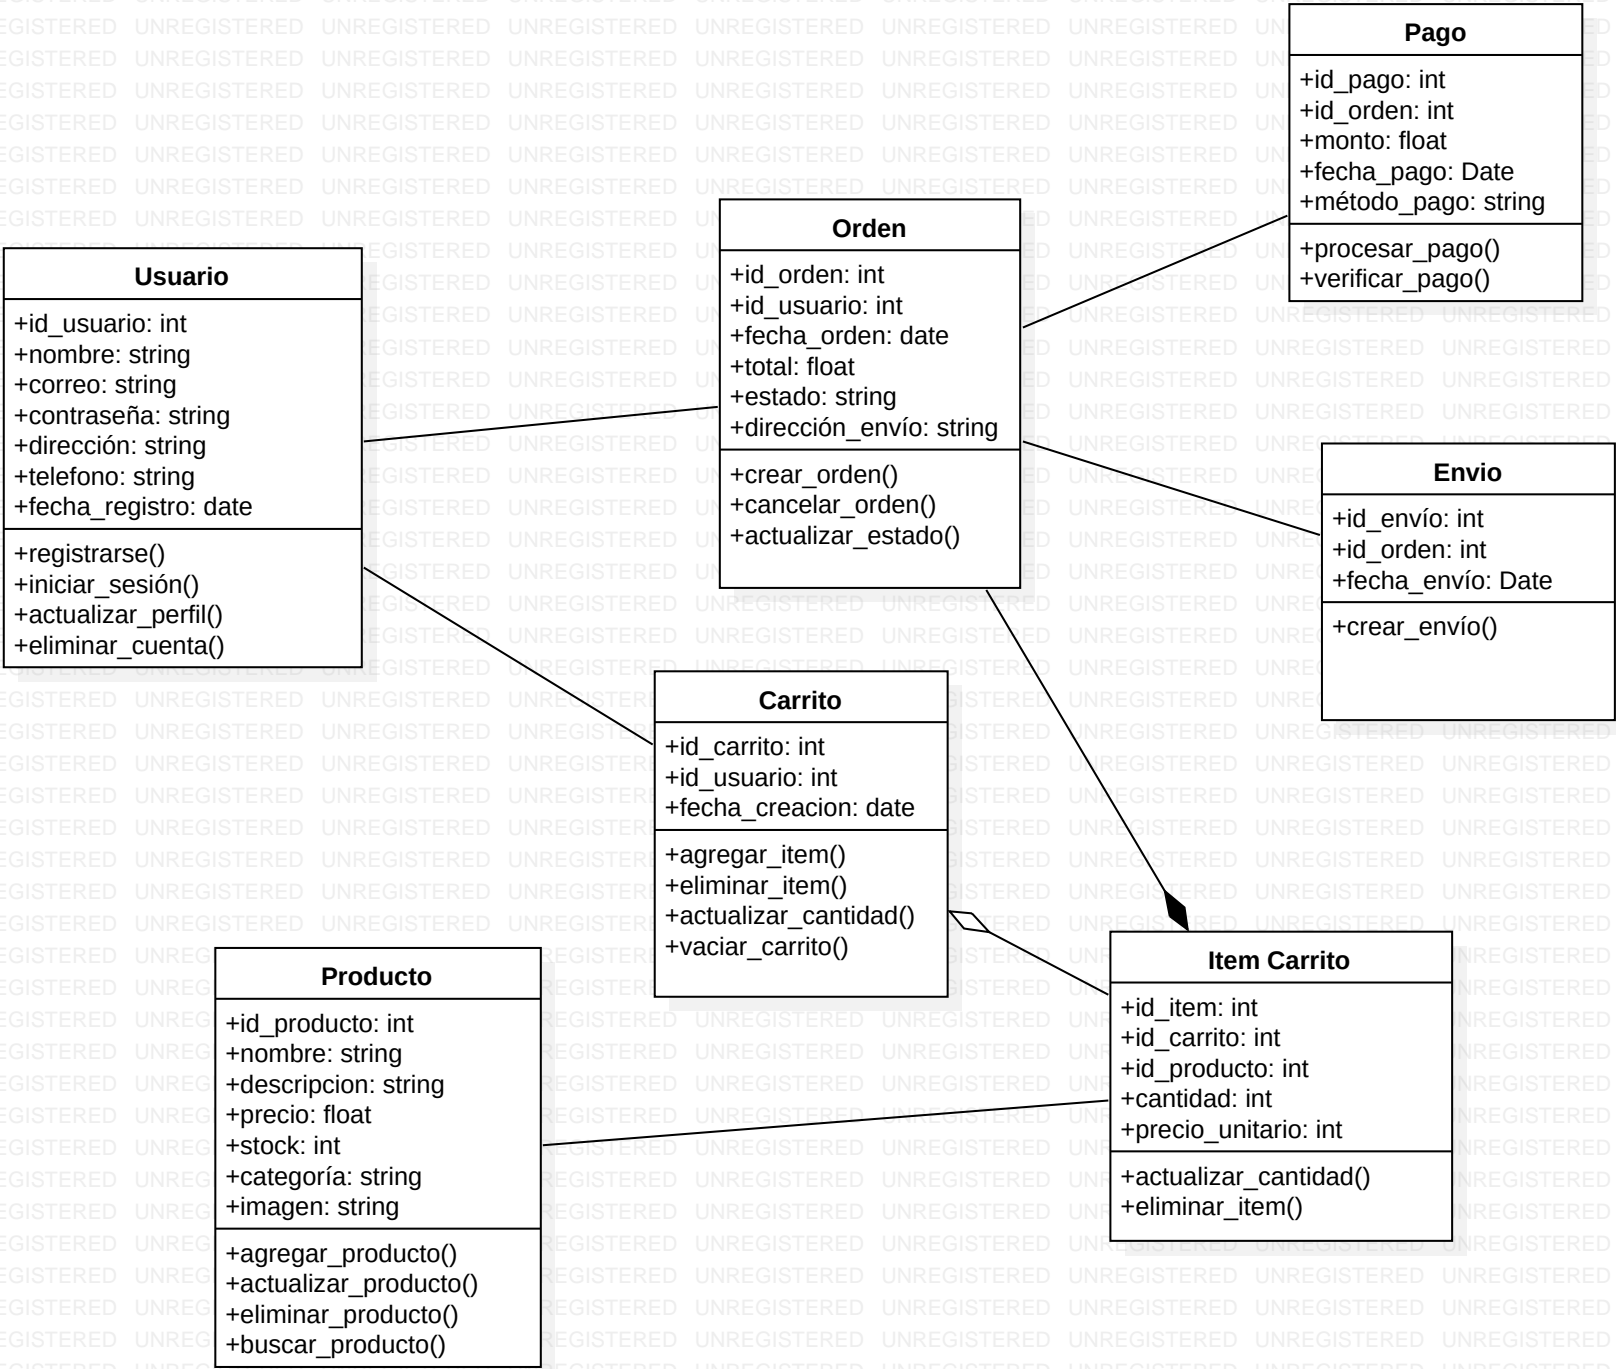 Pago
+id_pago: int
+id_orden: int
+monto: float
+fecha_pago: Date
+método_pago: string
+procesar_pago()
+verificar_pago()
Orden
+id_orden: int
+id_usuario: int
+fecha_orden: date
+total: float
+estado: string
+dirección_envío: string
+crear_orden()
+cancelar_orden()
+actualizar_estado()
Usuario
+id_usuario: int
+nombre: string
+correo: string
+contraseña: string
+dirección: string
+telefono: string
+fecha_registro: date
+registrarse()
+iniciar_sesión()
+actualizar_perfil()
+eliminar_cuenta()
Envio
+id_envío: int
+id_orden: int
+fecha_envío: Date
+crear_envío()
Carrito
+id_carrito: int
+id_usuario: int
+fecha_creacion: date
+agregar_item()
+eliminar_item()
+actualizar_cantidad()
+vaciar_carrito()
Producto
+id_producto: int
+nombre: string
+descripcion: string
+precio: float
+stock: int
+categoría: string
+imagen: string
+agregar_producto()
+actualizar_producto()
+eliminar_producto()
+buscar_producto()
Item Carrito
+id_item: int
+id_carrito: int
+id_producto: int
+cantidad: int
+precio_unitario: int
+actualizar_cantidad()
+eliminar_item()
UNREGISTERED